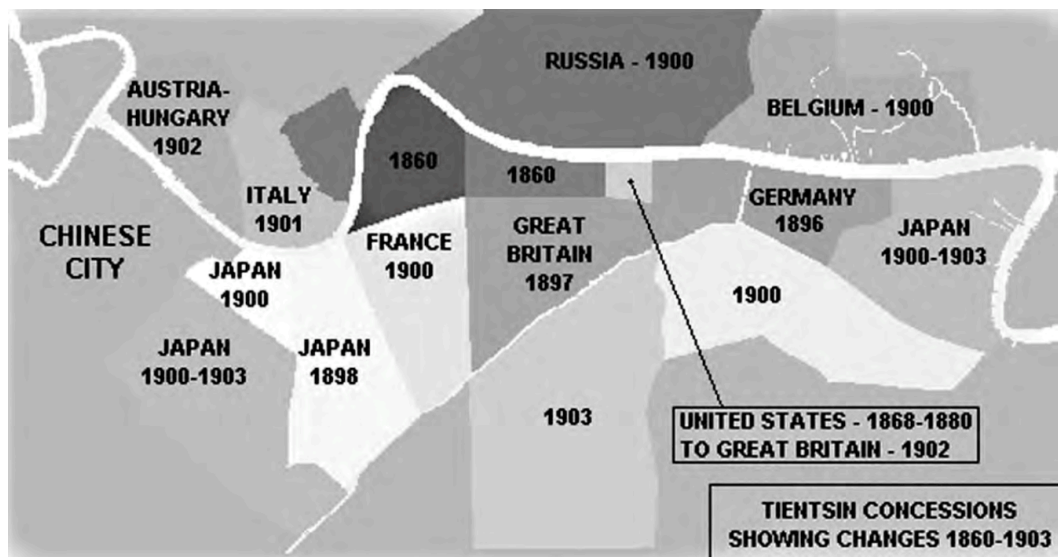 RUSSIA - 1900
AUSTRIA-
HUNGARY
1902
BELGIUM - 1900
1860
1860
ITALY
1901
GERMANY
1896
CHINESE
CITY
FRANCE
1900
GREAT
BRITAIN
1897
JAPAN
1900-1903
JAPAN
1900
1900
JAPAN
1900-1903
JAPAN
1898
1903
UNITED STATES - 1868-1880
TO GREAT BRITAIN - 1902
TIENTSIN CONCESSIONS
SHOWING CHANGES 1860-1903